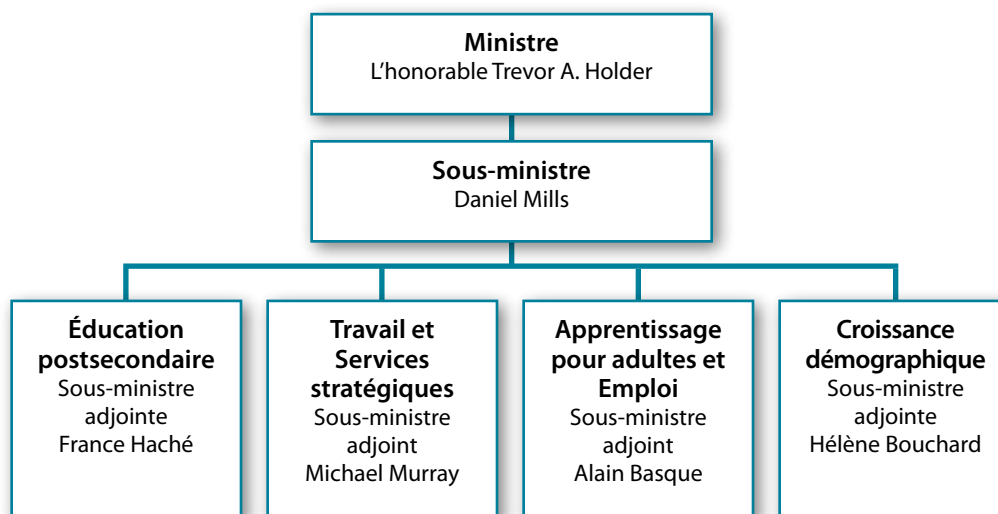 Ministre
L'honorable Trevor A. Holder
Sous-ministre
Daniel Mills
Éducation
postsecondaire
Sous-ministre
adjointe
France Haché
Travail et
Services
stratégiques
Sous-ministre
adjoint
Michael Murray
Apprentissage
pour adultes et
Emploi
Sous-ministre
adjoint
Alain Basque
Croissance
démographique
Sous-ministre
adjointe
Hélène Bouchard